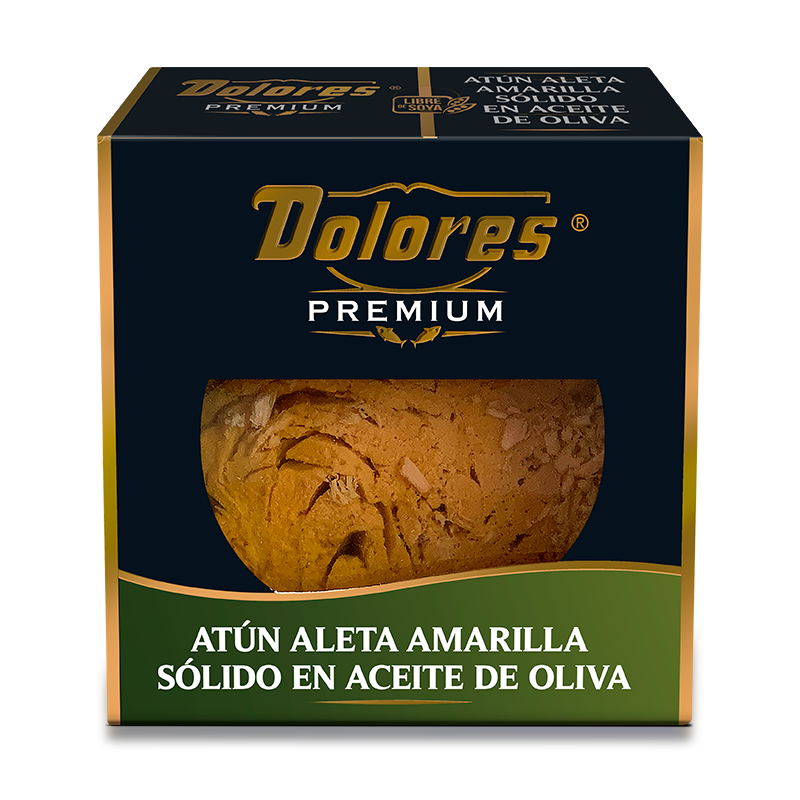 Dolores®
PREMIUM
LIBRE
DE SOYA
ATÚN ALETA
AMARILLA
SÓLIDO
EN ACEITE
DE OLIVA
Dolores®
PREMIUM
ATÚN ALETA AMARILLA
SÓLIDO EN ACEITE DE OLIVA